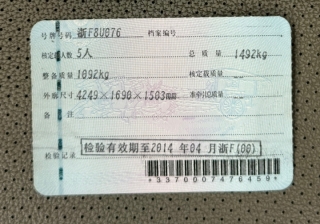 号牌号码 浙F8U076 档案编号
核定载人数 5人 总质量 1492kg
整备质量 1092kg 核定载质量 --
外廓尺寸 4249×1690×1503mm 准牵引总质量 --
备注
检验记录 检验有效期至2014年04月浙F(00)
*3370007476459*